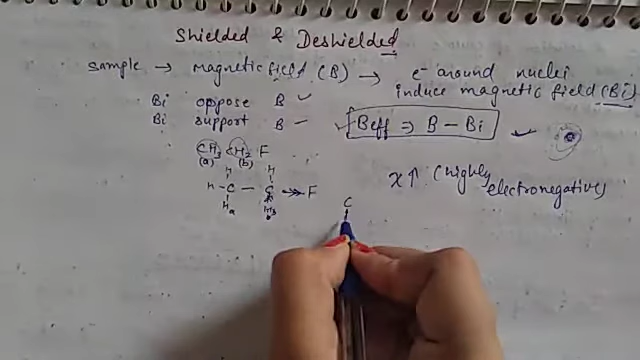 Shielded & Deshielded
Sample → Magnetic field (B) → e⁻ around nuclei
induce magnetic field (Bi)
Bi oppose B
Bi support B
Beff ⇒ B - Bi
CH3 CH2 F
(a) (b)
H H
H - C - C → F
Ha Hb
x↑ (highly
electronegative)
C